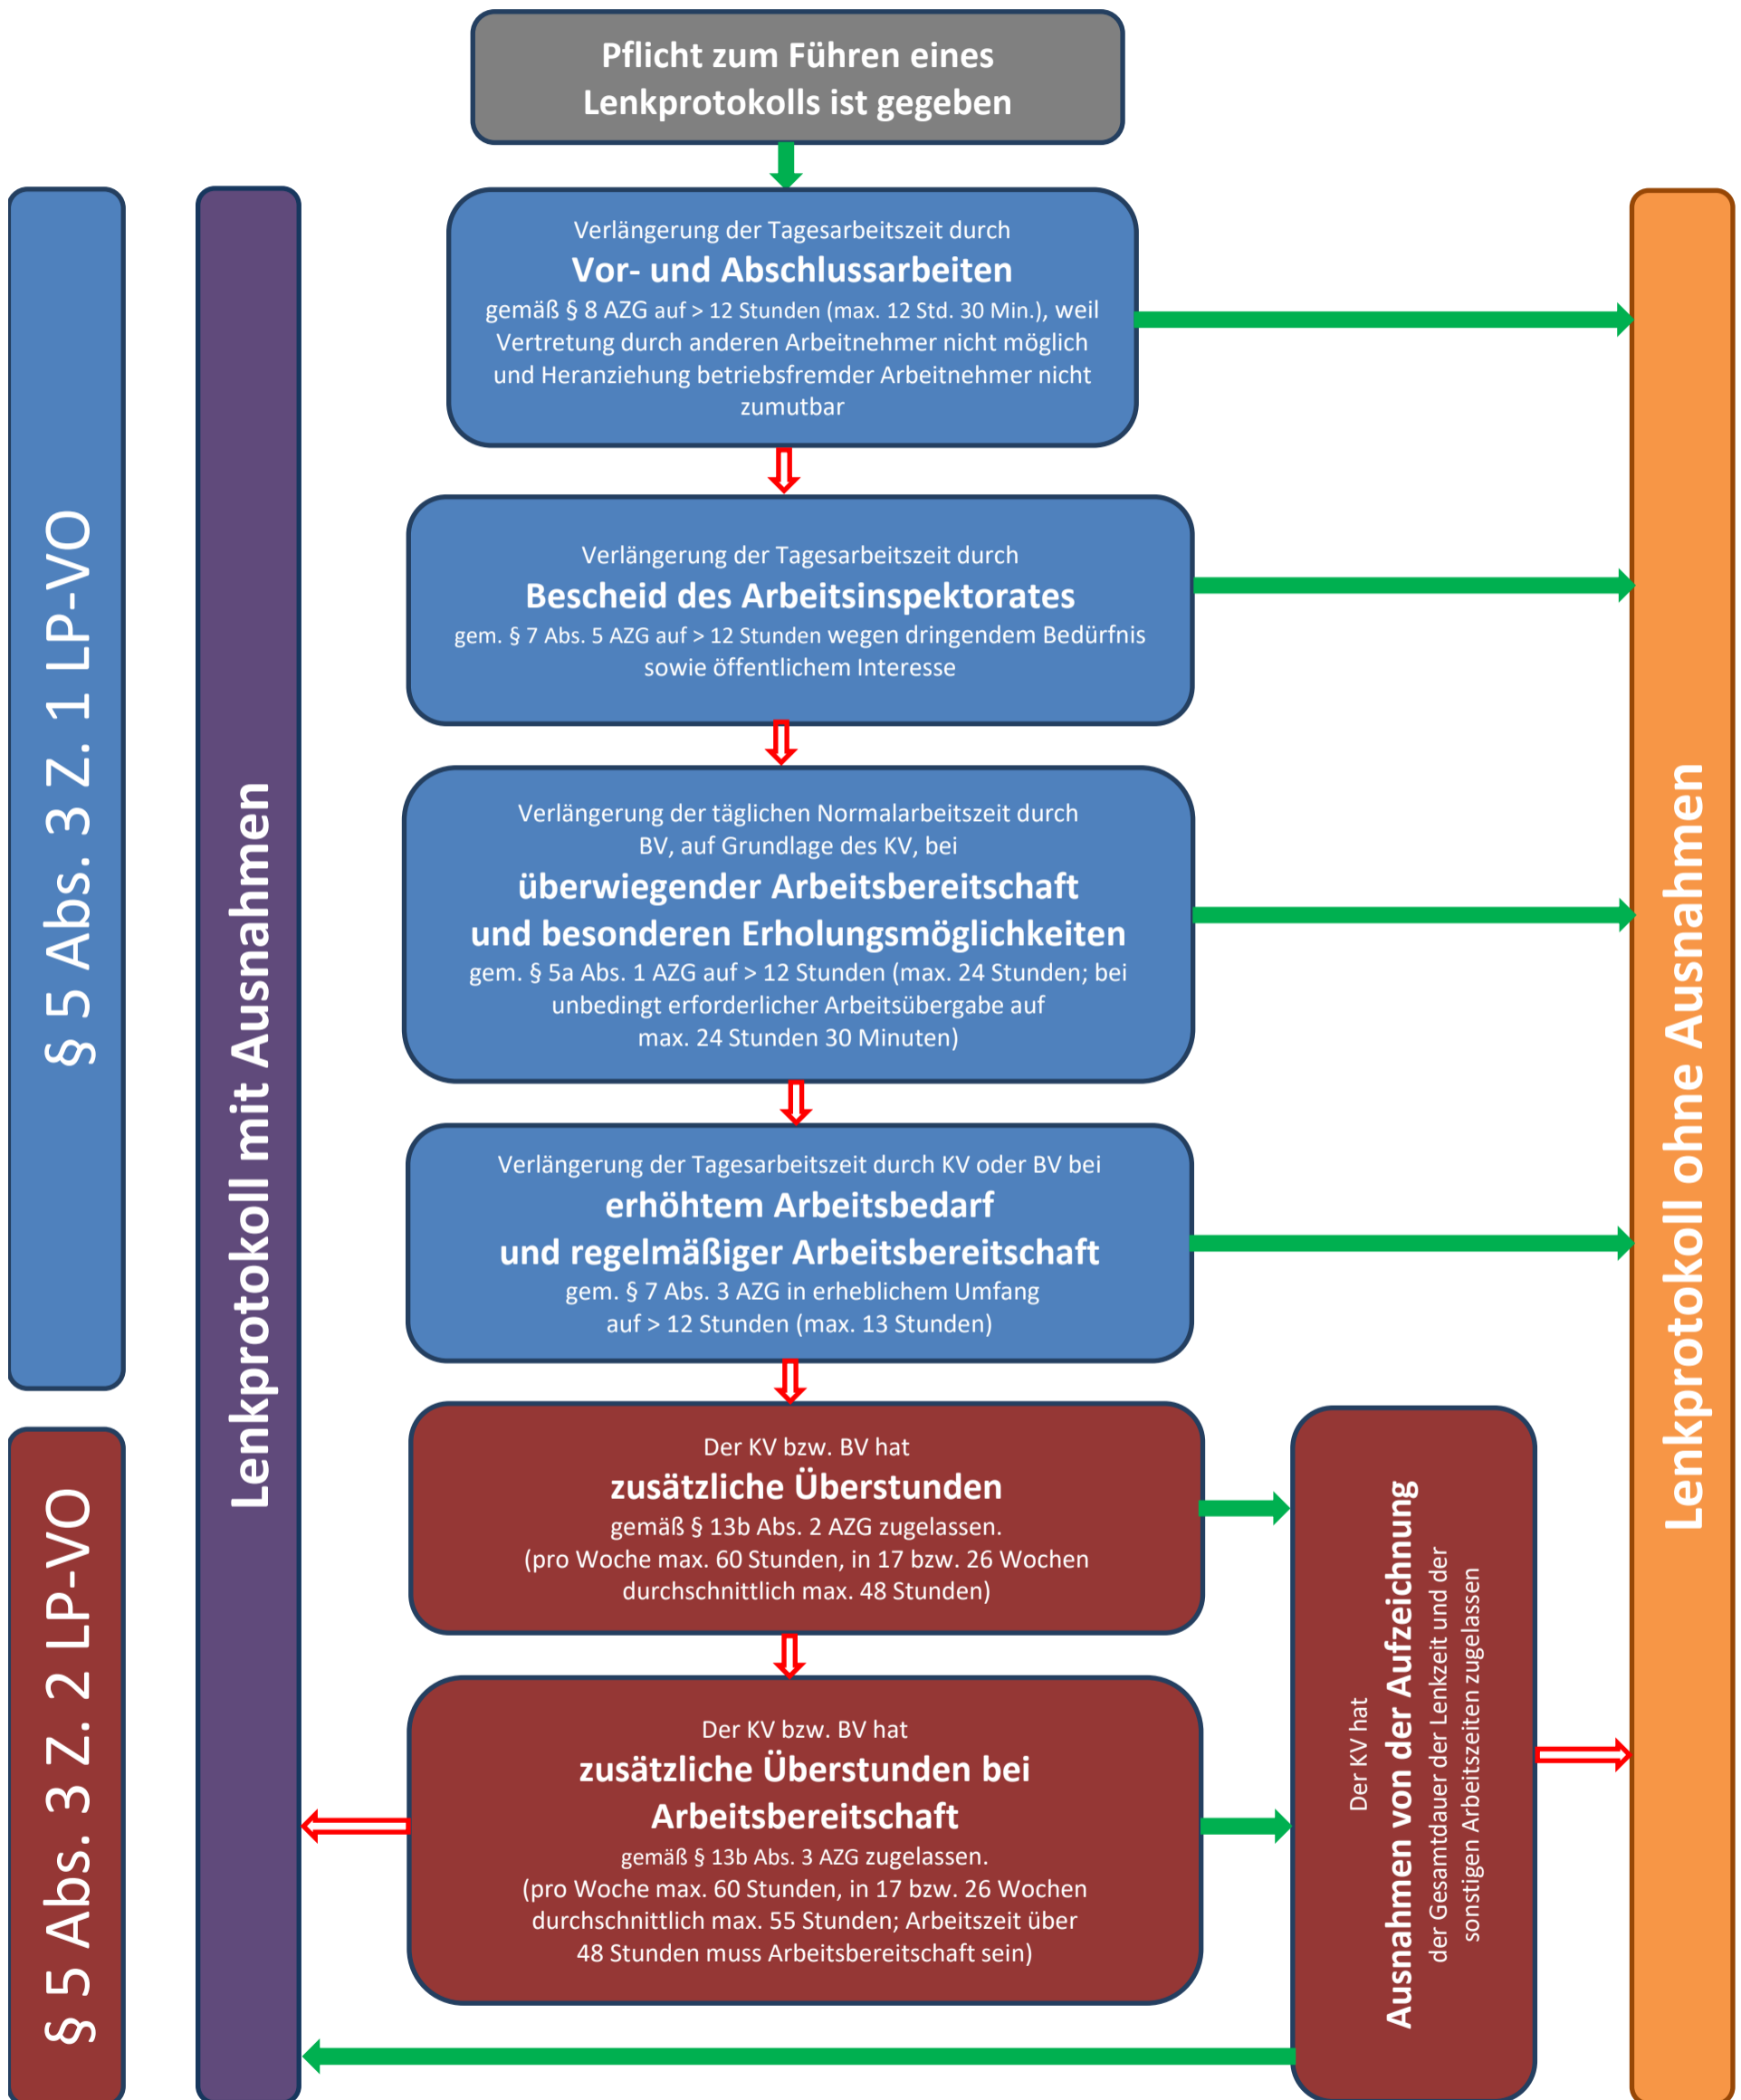 Pflicht zum Führen eines
Lenkprotokolls ist gegeben
§ 5 Abs. 3 Z. 1 LP-VO
§ 5 Abs. 3 Z. 2 LP-VO
Lenkprotokoll mit Ausnahmen
Verlängerung der Tagesarbeitszeit durch
Vor- und Abschlussarbeiten
gemäß § 8 AZG auf > 12 Stunden (max. 12 Std. 30 Min.), weil
Vertretung durch anderen Arbeitnehmer nicht möglich
und Heranziehung betriebsfremder Arbeitnehmer nicht
zumutbar
Verlängerung der Tagesarbeitszeit durch
Bescheid des Arbeitsinspektorates
gem. § 7 Abs. 5 AZG auf > 12 Stunden wegen dringendem Bedürfnis
sowie öffentlichem Interesse
Verlängerung der täglichen Normalarbeitszeit durch
BV, auf Grundlage des KV, bei
überwiegender Arbeitsbereitschaft
und besonderen Erholungsmöglichkeiten
gem. § 5a Abs. 1 AZG auf > 12 Stunden (max. 24 Stunden; bei
unbedingt erforderlicher Arbeitsübergabe auf
max. 24 Stunden 30 Minuten)
Verlängerung der Tagesarbeitszeit durch KV oder BV bei
erhöhtem Arbeitsbedarf
und regelmäßiger Arbeitsbereitschaft
gem. § 7 Abs. 3 AZG in erheblichem Umfang
auf > 12 Stunden (max. 13 Stunden)
Der KV bzw. BV hat
zusätzliche Überstunden
gemäß § 13b Abs. 2 AZG zugelassen.
(pro Woche max. 60 Stunden, in 17 bzw. 26 Wochen
durchschnittlich max. 48 Stunden)
Der KV bzw. BV hat
zusätzliche Überstunden bei
Arbeitsbereitschaft
gemäß § 13b Abs. 3 AZG zugelassen.
(pro Woche max. 60 Stunden, in 17 bzw. 26 Wochen
durchschnittlich max. 55 Stunden; Arbeitszeit über
48 Stunden muss Arbeitsbereitschaft sein)
Der KV hat
Ausnahmen von der Aufzeichnung
der Gesamtdauer der Lenkzeit und der
sonstigen Arbeitszeiten zugelassen
Lenkprotokoll ohne Ausnahmen